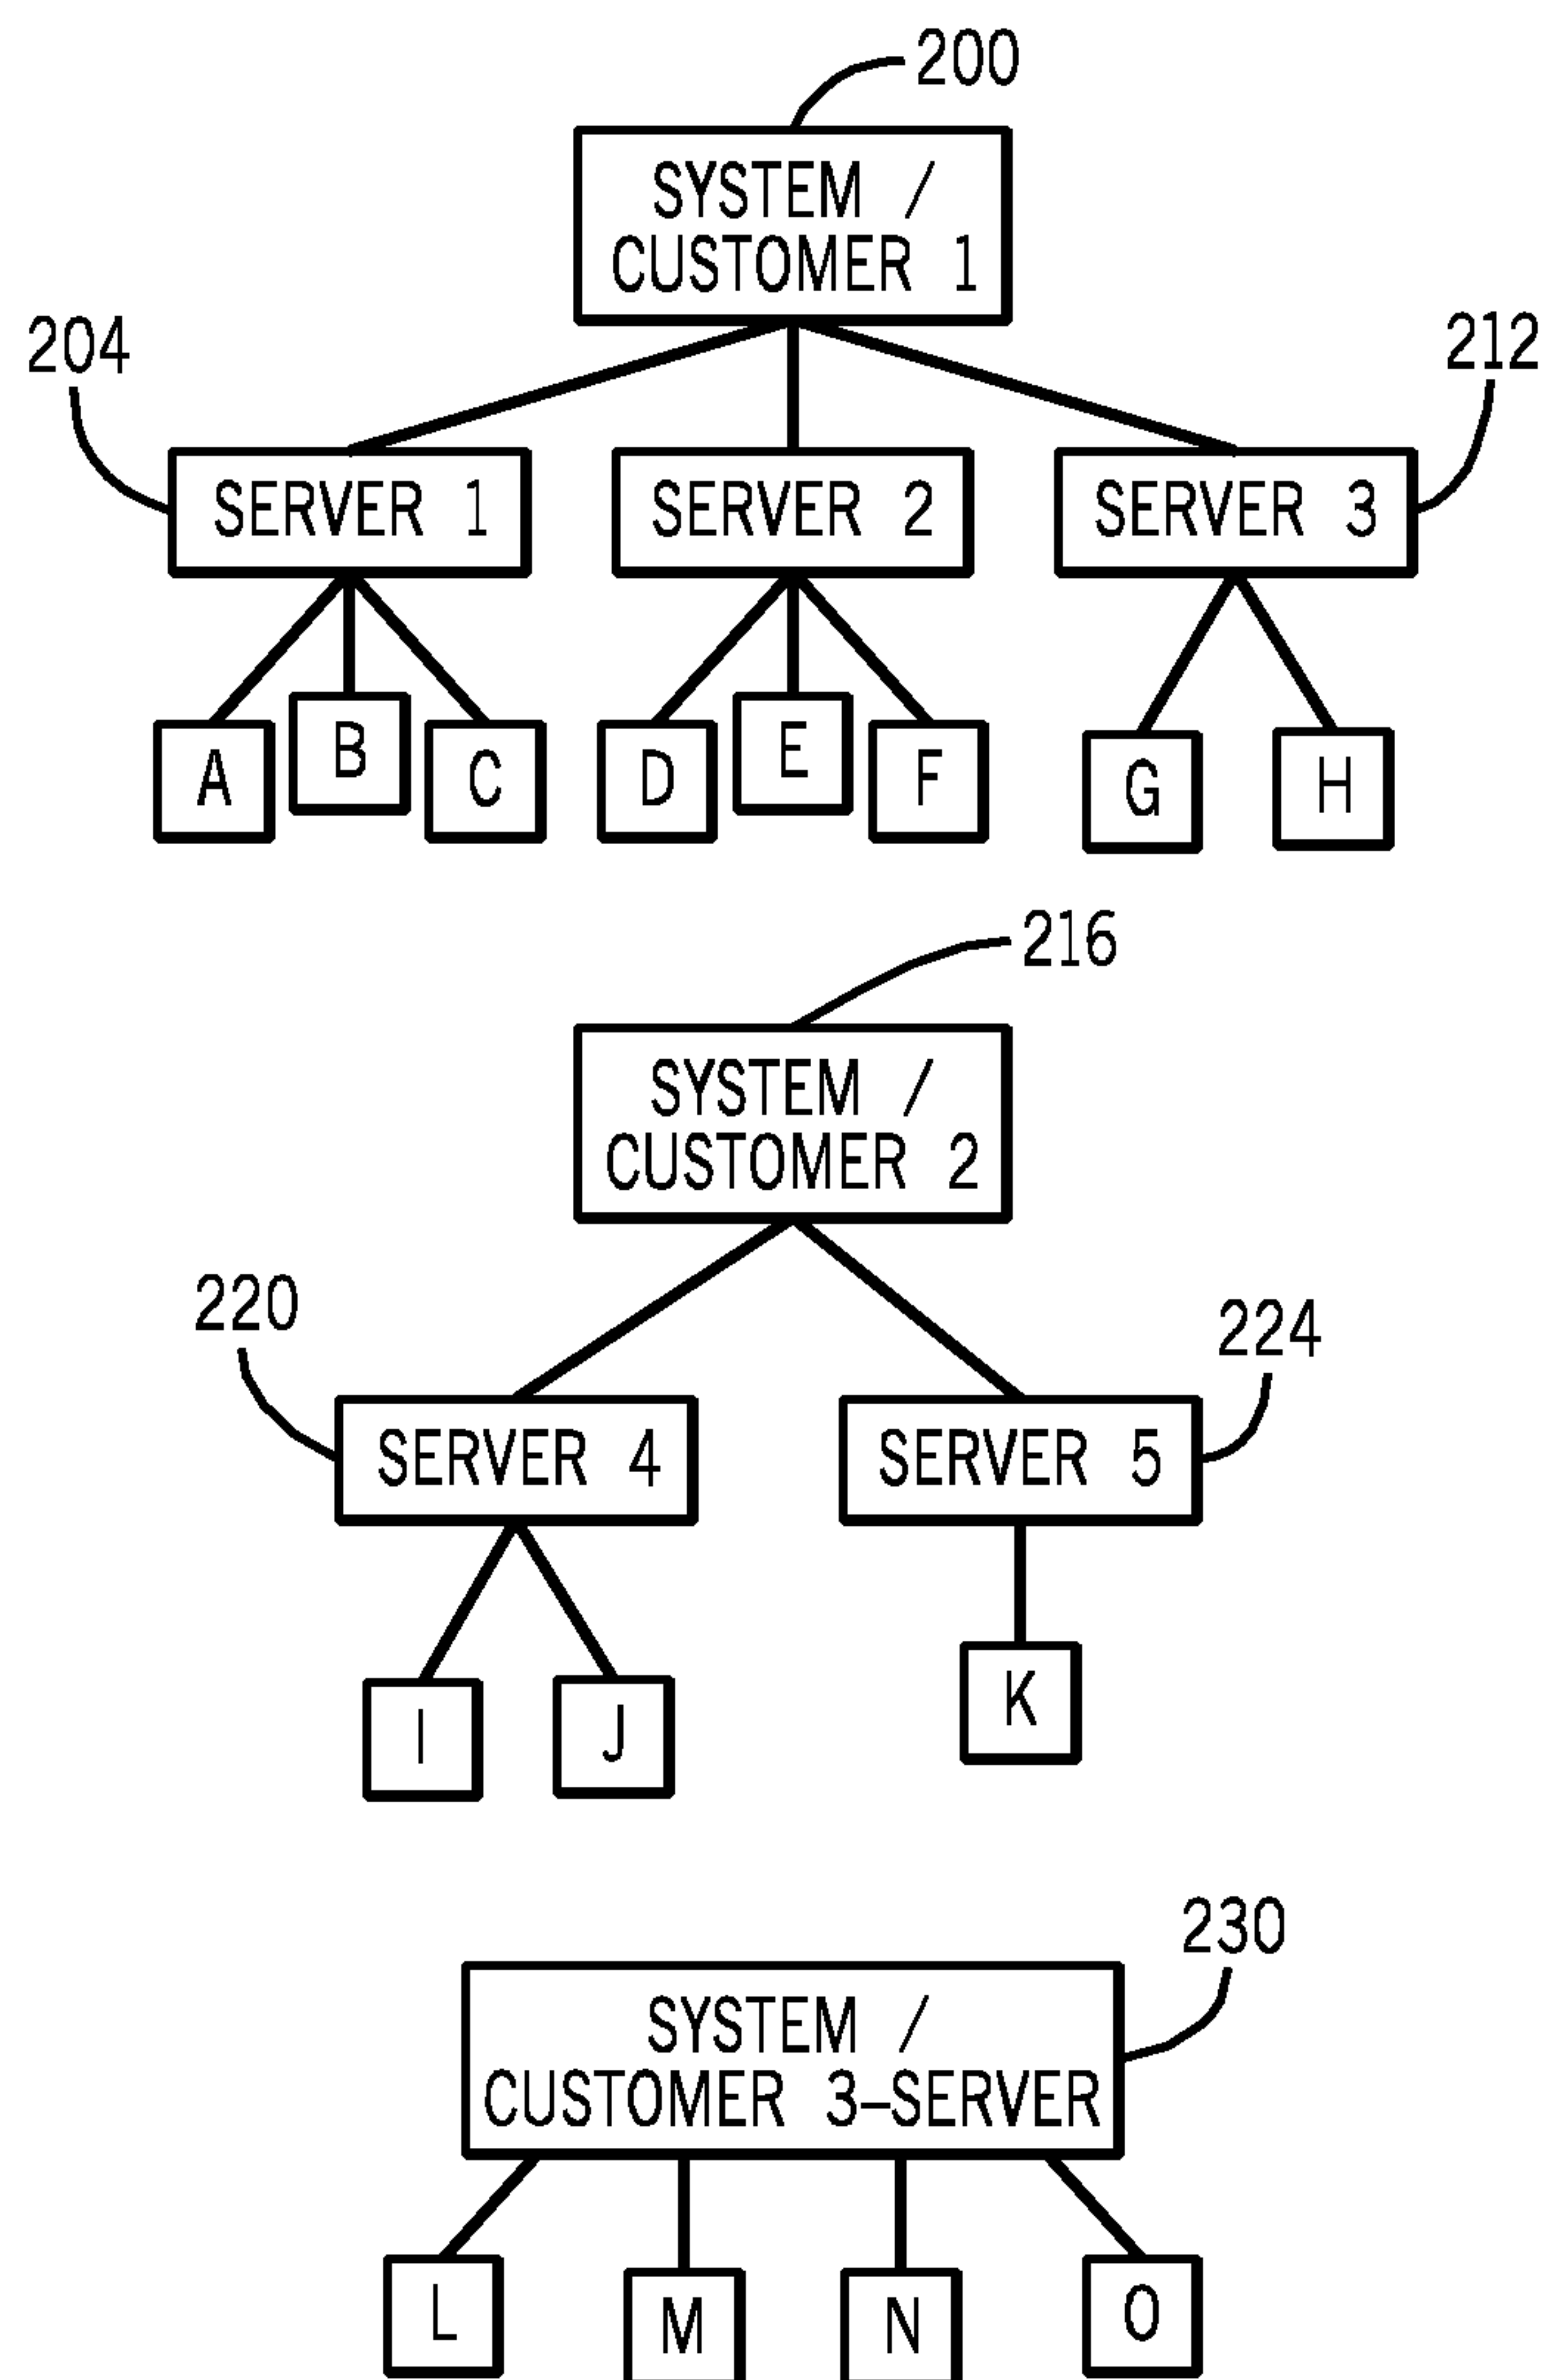 200
SYSTEM /
CUSTOMER 1
204
212
SERVER 1
SERVER 2
SERVER 3
A
B
C
D
E
F
G
H
216
SYSTEM /
CUSTOMER 2
220
224
SERVER 4
SERVER 5
I
J
K
230
SYSTEM /
CUSTOMER 3-SERVER
L
M
N
O